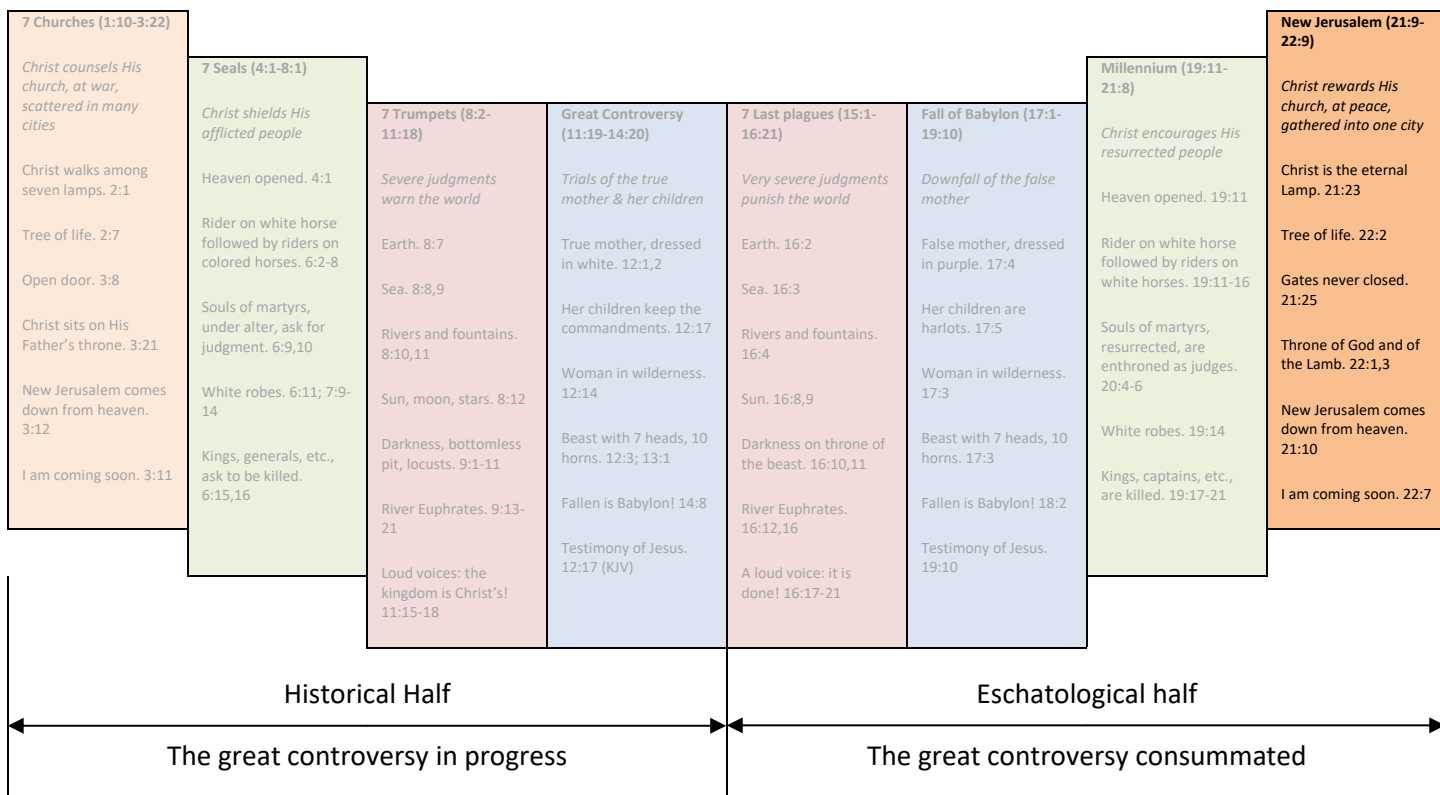 7 Churches (1:10-3:22)
Christ counsels His
church, at war,
scattered in many
cities
Christ walks among
seven lamps. 2:1
Tree of life. 2:7
Open door. 3:8
Christ sits on His
Father’s throne. 3:21
New Jerusalem comes
down from heaven.
3:12
I am coming soon. 3:11
7 Seals (4:1-8:1)
Christ shields His
afflicted people
Heaven opened. 4:1
Rider on white horse
followed by riders on
colored horses. 6:2-8
Souls of martyrs,
under alter, ask for
judgment. 6:9,10
White robes. 6:11; 7:9-
14
Kings, generals, etc.,
ask to be killed.
6:15,16
7 Trumpets (8:2-
11:18)
Severe judgments
warn the world
Earth. 8:7
Sea. 8:8,9
Rivers and fountains.
8:10,11
Sun, moon, stars. 8:12
Darkness, bottomless
pit, locusts. 9:1-11
River Euphrates. 9:13-
21
Loud voices: the
kingdom is Christ’s!
11:15-18
Great Controversy
(11:19-14:20)
Trials of the true
mother & her children
True mother, dressed
in white. 12:1,2
Her children keep the
commandments. 12:17
Woman in wilderness.
12:14
Beast with 7 heads, 10
horns. 12:3; 13:1
Fallen is Babylon! 14:8
Testimony of Jesus.
12:17 (KJV)
7 Last plagues (15:1-
16:21)
Very severe judgments
punish the world
Earth. 16:2
Sea. 16:3
Rivers and fountains.
16:4
Sun. 16:8,9
Darkness on throne of
the beast. 16:10,11
River Euphrates.
16:12,16
A loud voice: it is
done! 16:17-21
Fall of Babylon (17:1-
19:10)
Downfall of the false
mother
False mother, dressed
in purple. 17:4
Her children are
harlots. 17:5
Woman in wilderness.
17:3
Beast with 7 heads, 10
horns. 17:3
Fallen is Babylon! 18:2
Testimony of Jesus.
19:10
Millennium (19:11-
21:8)
Christ encourages His
resurrected people
Heaven opened. 19:11
Rider on white horse
followed by riders on
white horses. 19:11-16
Souls of martyrs,
resurrected, are
enthroned as judges.
20:4-6
White robes. 19:14
Kings, captains, etc.,
are killed. 19:17-21
New Jerusalem (21:9-
22:9)
Christ rewards His
church, at peace,
gathered into one city
Christ is the eternal
Lamp. 21:23
Tree of life. 22:2
Gates never closed.
21:25
Throne of God and of
the Lamb. 22:1,3
New Jerusalem comes
down from heaven.
21:10
I am coming soon. 22:7
Historical Half
The great controversy in progress
Eschatological half
The great controversy consummated